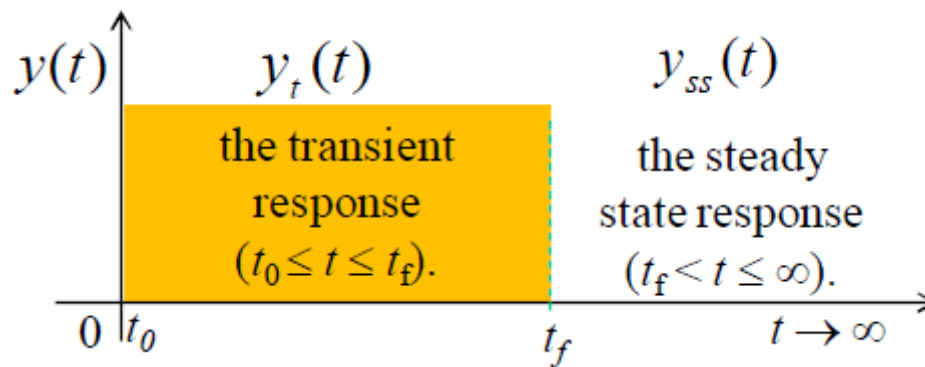 y(t)
y_t(t)
y_ss(t)
the transient
response
(t_0 ≤ t ≤ t_f).
the steady
state response
(t_f < t ≤ ∞).
0
t_0
t_f
t → ∞